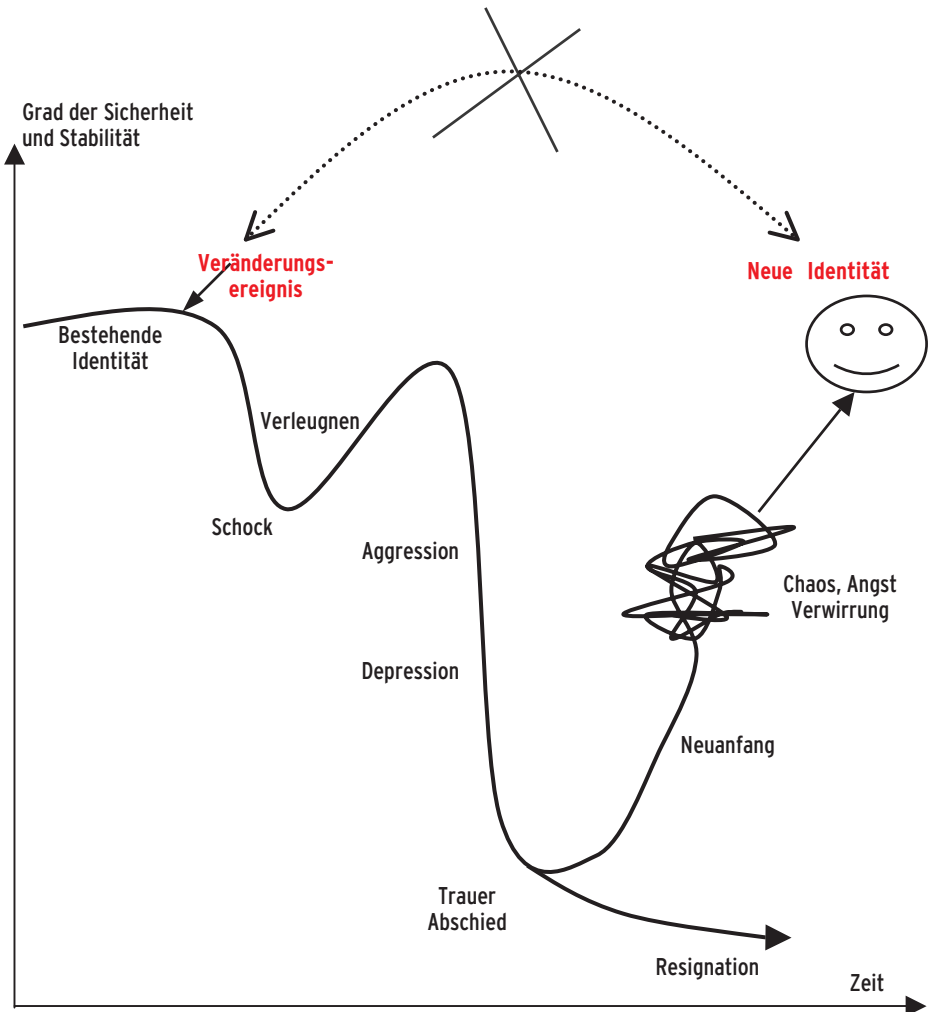 Grad der Sicherheit
und Stabilität
Veränderungs-
ereignis
Neue Identität
Bestehende
Identität
Verleugnen
Schock
Aggression
Chaos, Angst
Verwirrung
Depression
Neuanfang
Trauer
Abschied
Resignation
Zeit